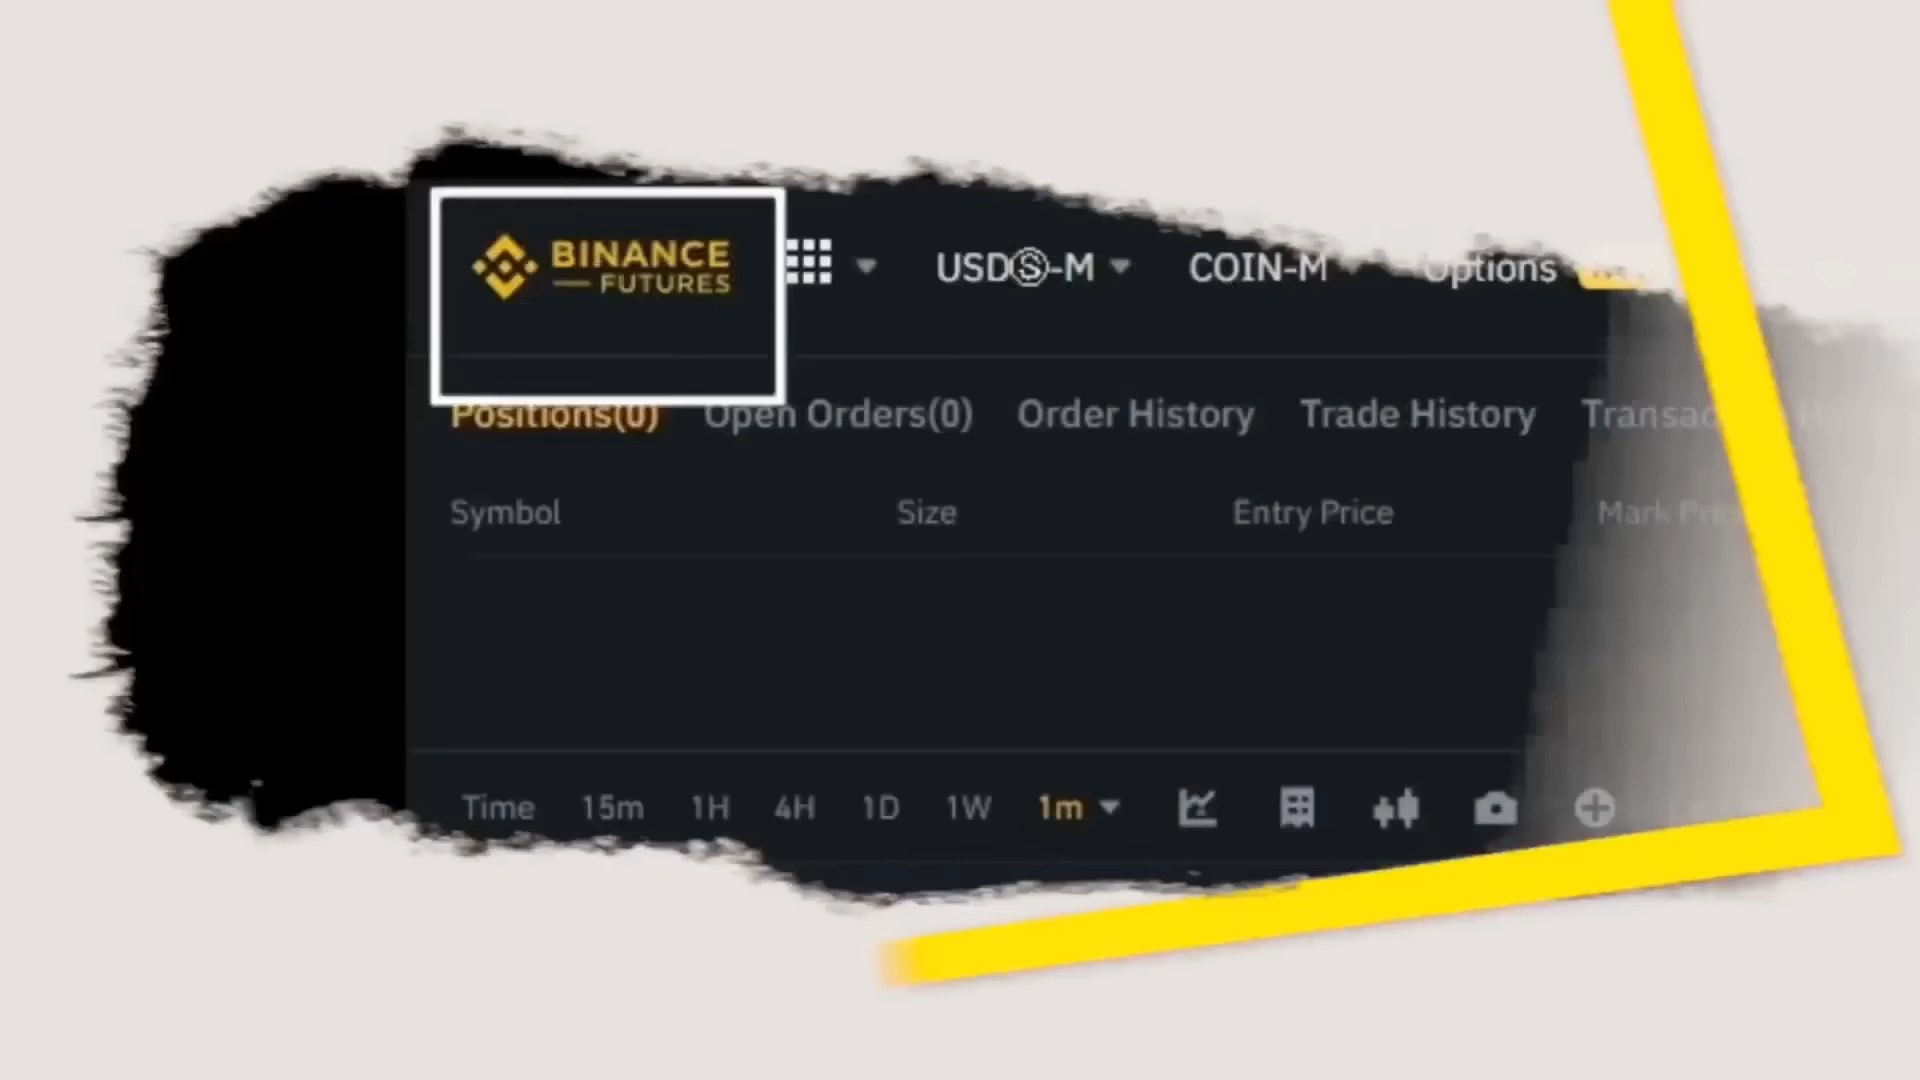 BINANCE
FUTURES
USDⓈ-M
COIN-M
Options
Positions(0)
Open Orders(0)
Order History
Trade History
Symbol
Size
Entry Price
Mark
Time
15m
1H
4H
1D
1W
1m